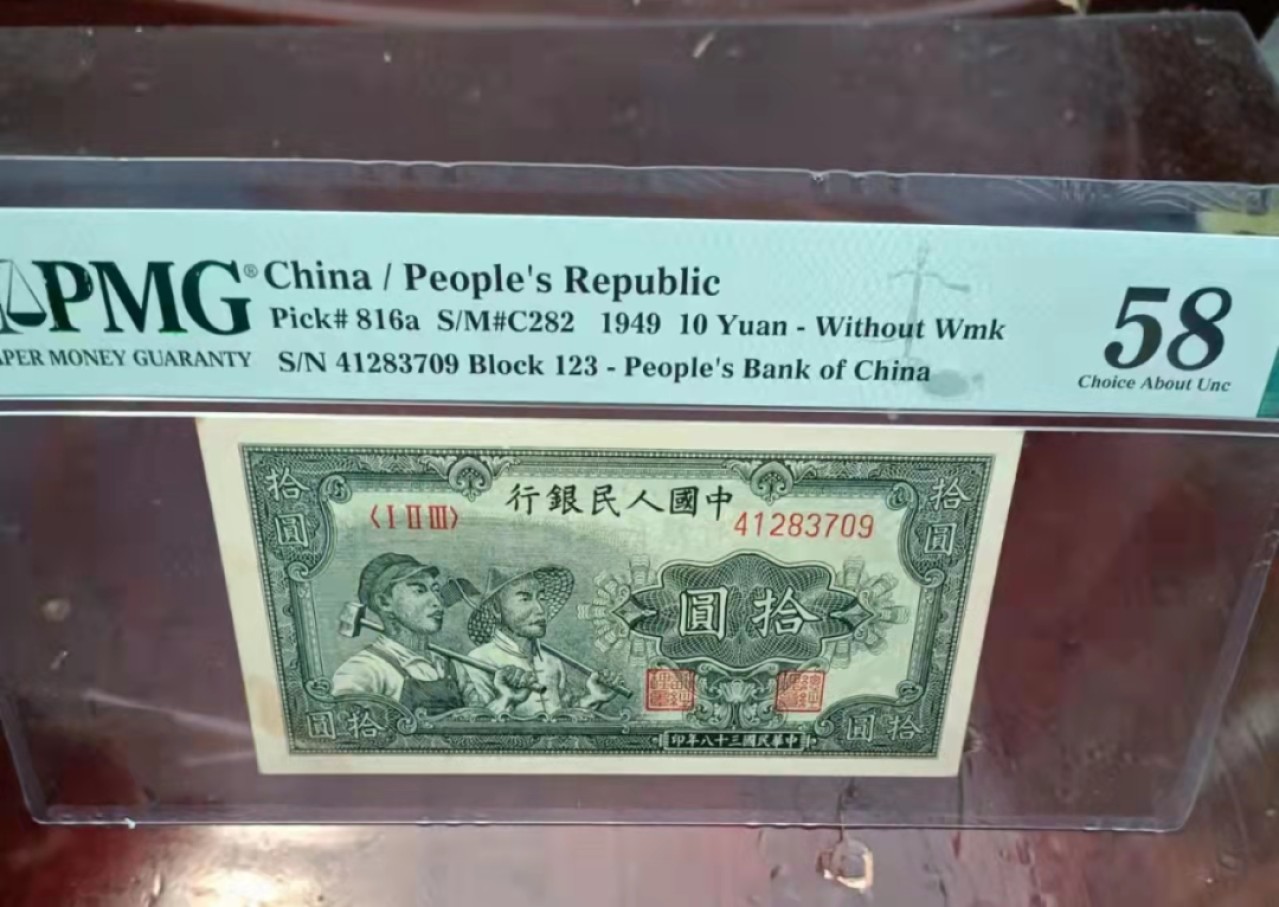 PMG®
PER MONEY GUARANTY
China / People's Republic
Pick# 816a S/M#C282 1949 10 Yuan - Without Wmk
S/N 41283709 Block 123 - People's Bank of China
58
Choice About Unc
行銀民人國中
〈I II III〉
41283709
拾圓
拾圓
圓拾
圓拾
圓拾
印年八十三國民華中